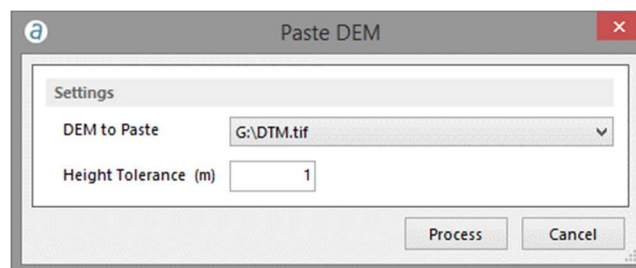 Paste DEM
Settings
DEM to Paste G:\DTM.tif
Height Tolerance (m) 1
Process Cancel